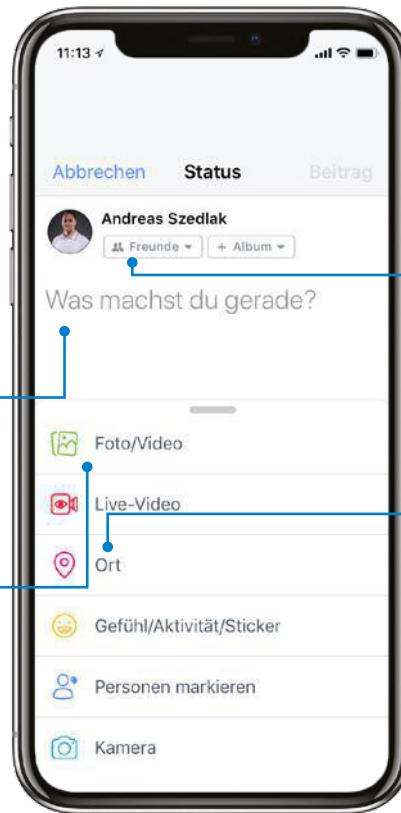 11:13
Abbrechen Status Beitrag
Andreas Szedlak
Freunde + Album
Was machst du gerade?
Foto/Video
Live-Video
Ort
Gefühl/Aktivität/Sticker
Personen markieren
Kamera